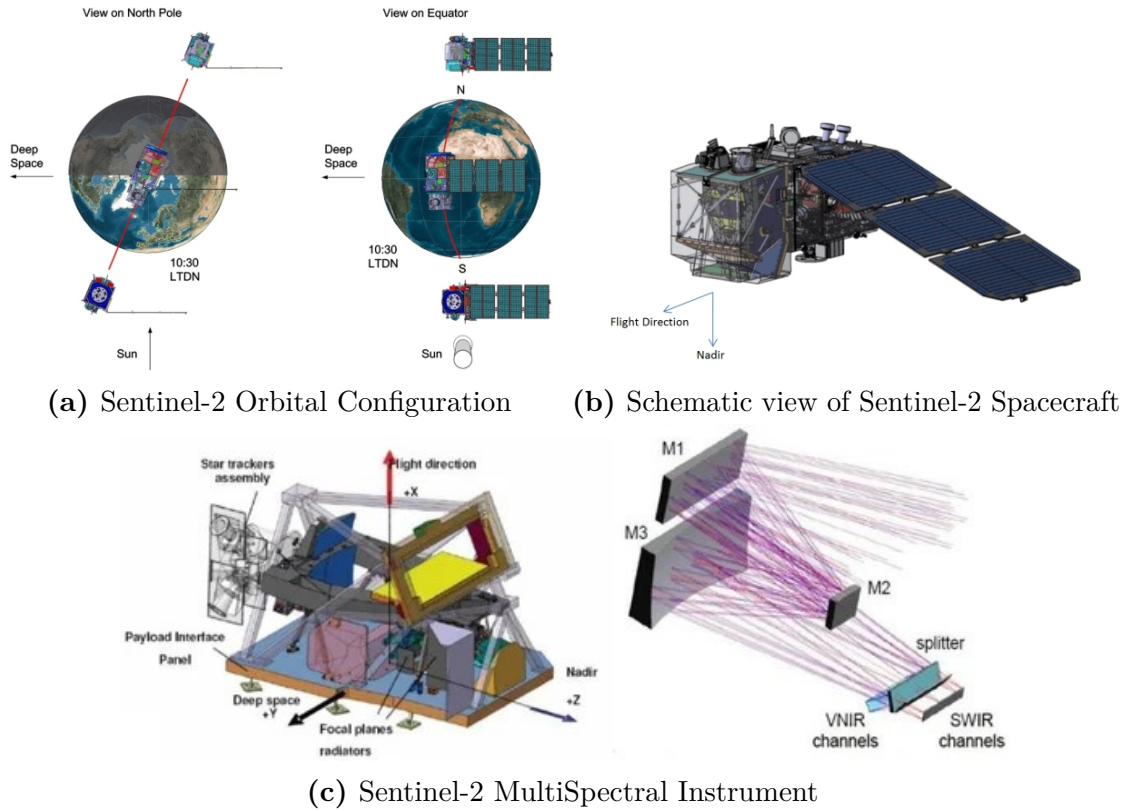 View on North Pole
View on Equator
Deep
Space
10:30
LTDN
Sun
N
Deep
Space
10:30
LTDN
S
Sun
Flight Direction
Nadir
(a) Sentinel-2 Orbital Configuration
(b) Schematic view of Sentinel-2 Spacecraft
Star trackers
assembly
Flight direction
+X
Payload Interface
Panel
Deep space
+Y
Focal planes
radiators
Nadir
+Z
M1
M3
M2
splitter
VNIR
channels
SWIR
channels
(c) Sentinel-2 MultiSpectral Instrument